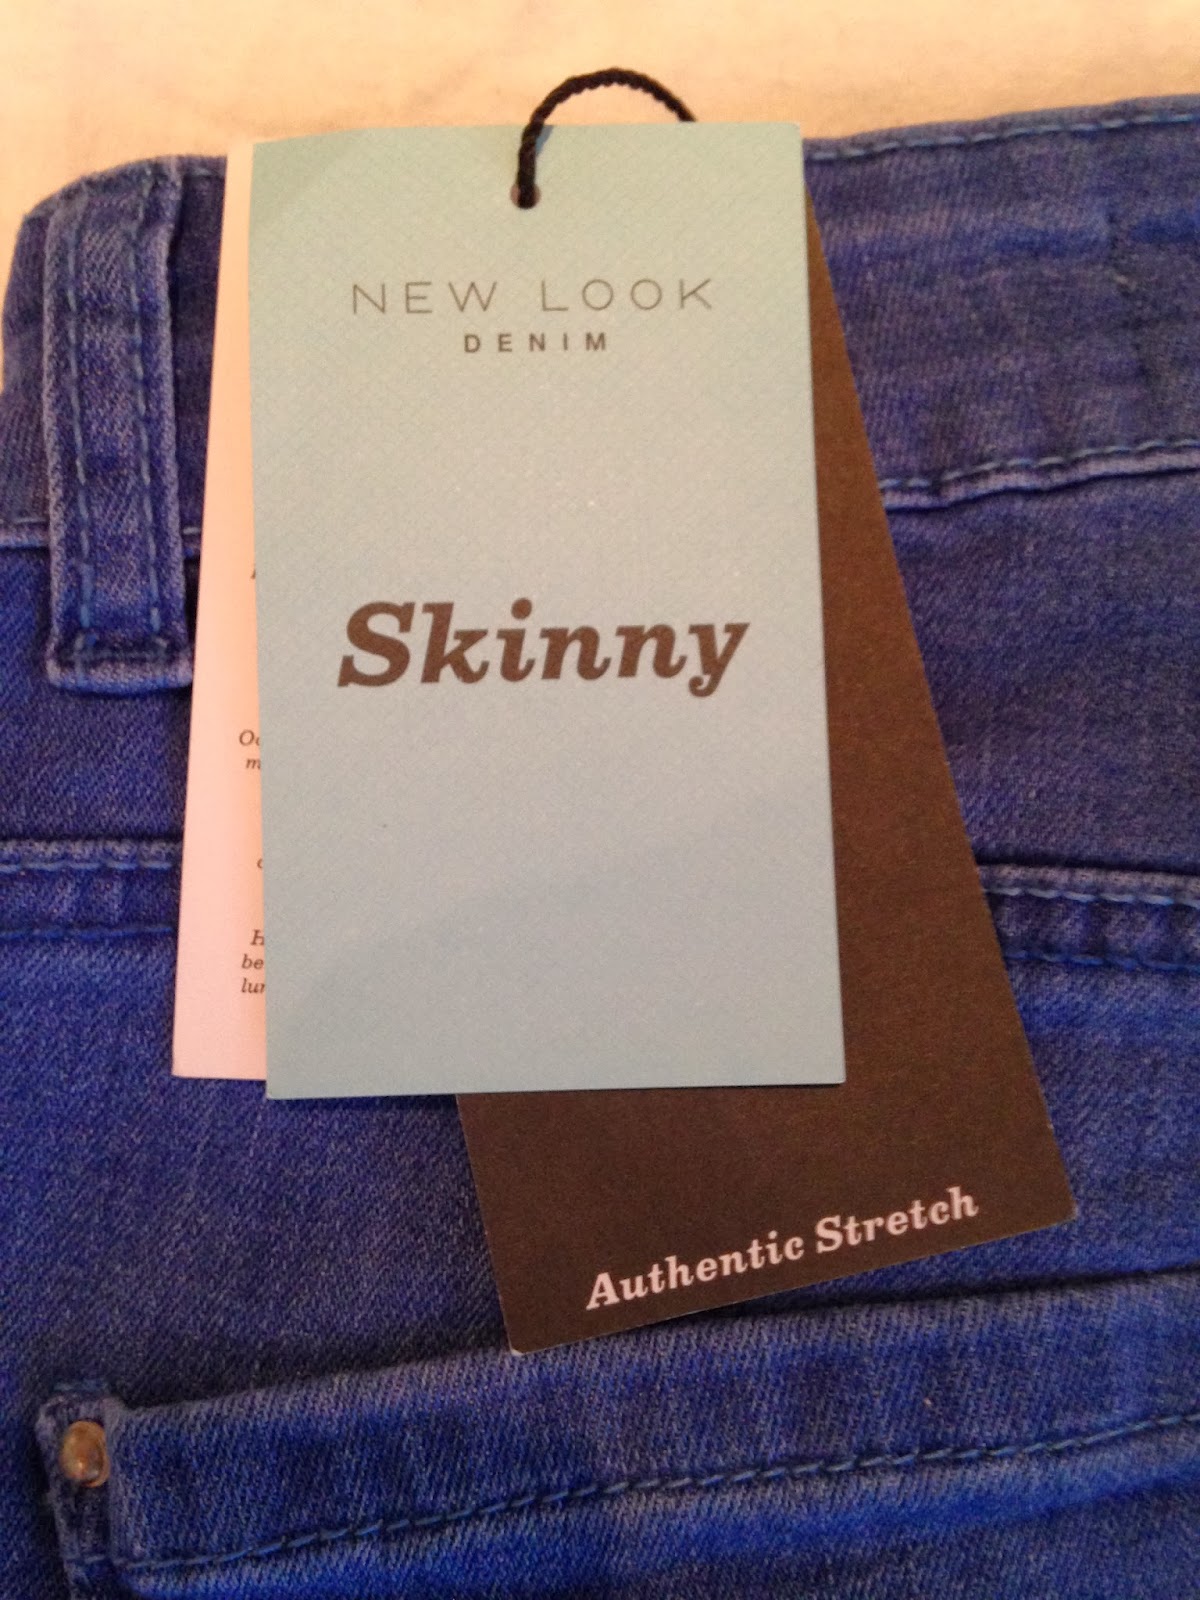 NEW LOOK
DENIM
Skinny
Authentic Stretch